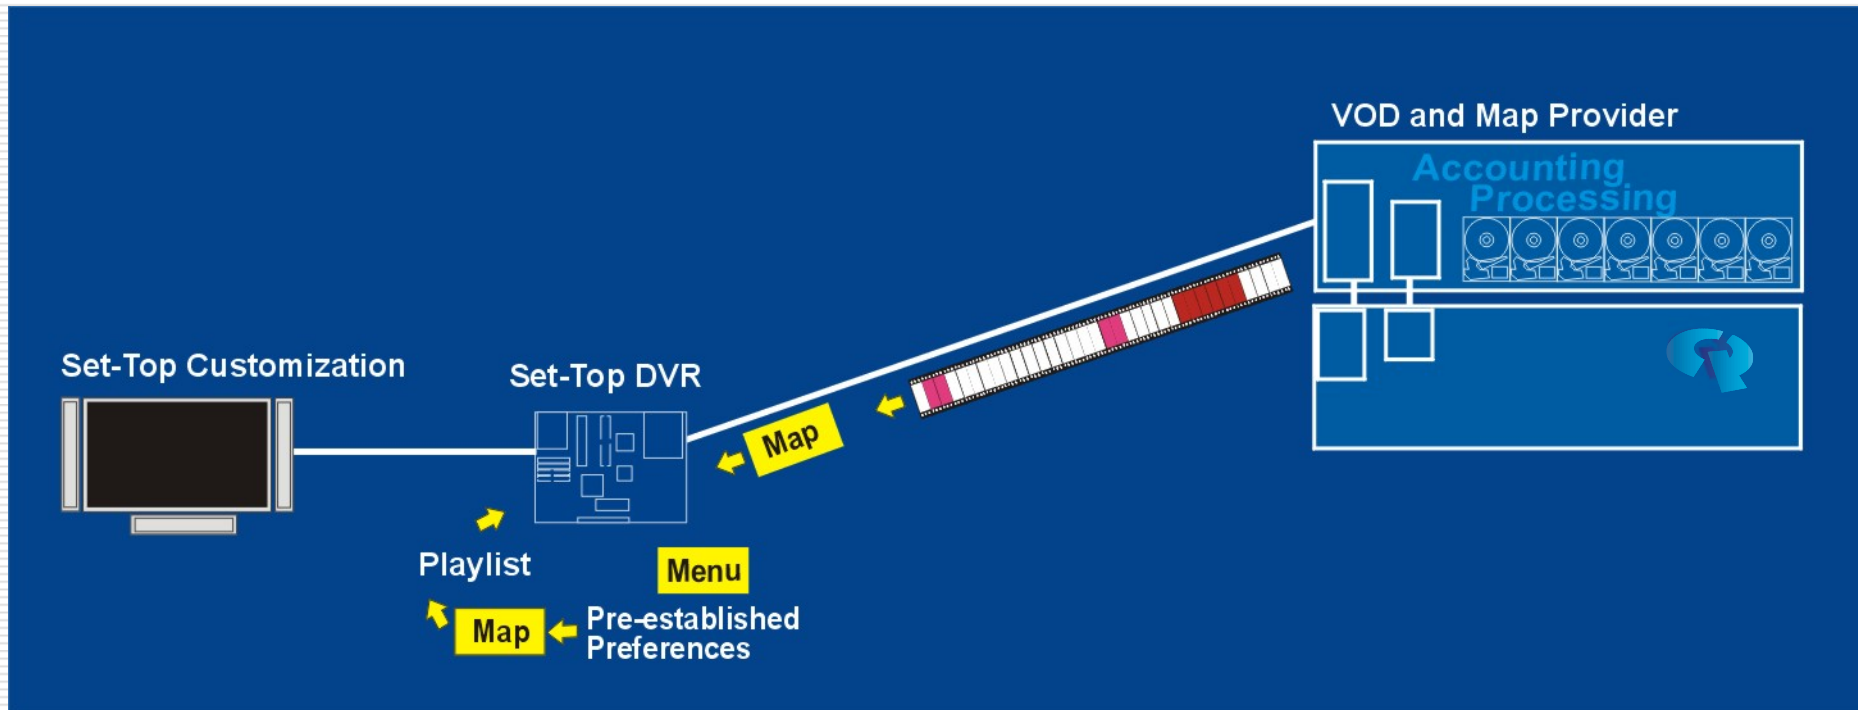 VOD and Map Provider
Accounting
Processing
Set-Top Customization
Set-Top DVR
Map
Playlist
Menu
Map
Pre-established
Preferences